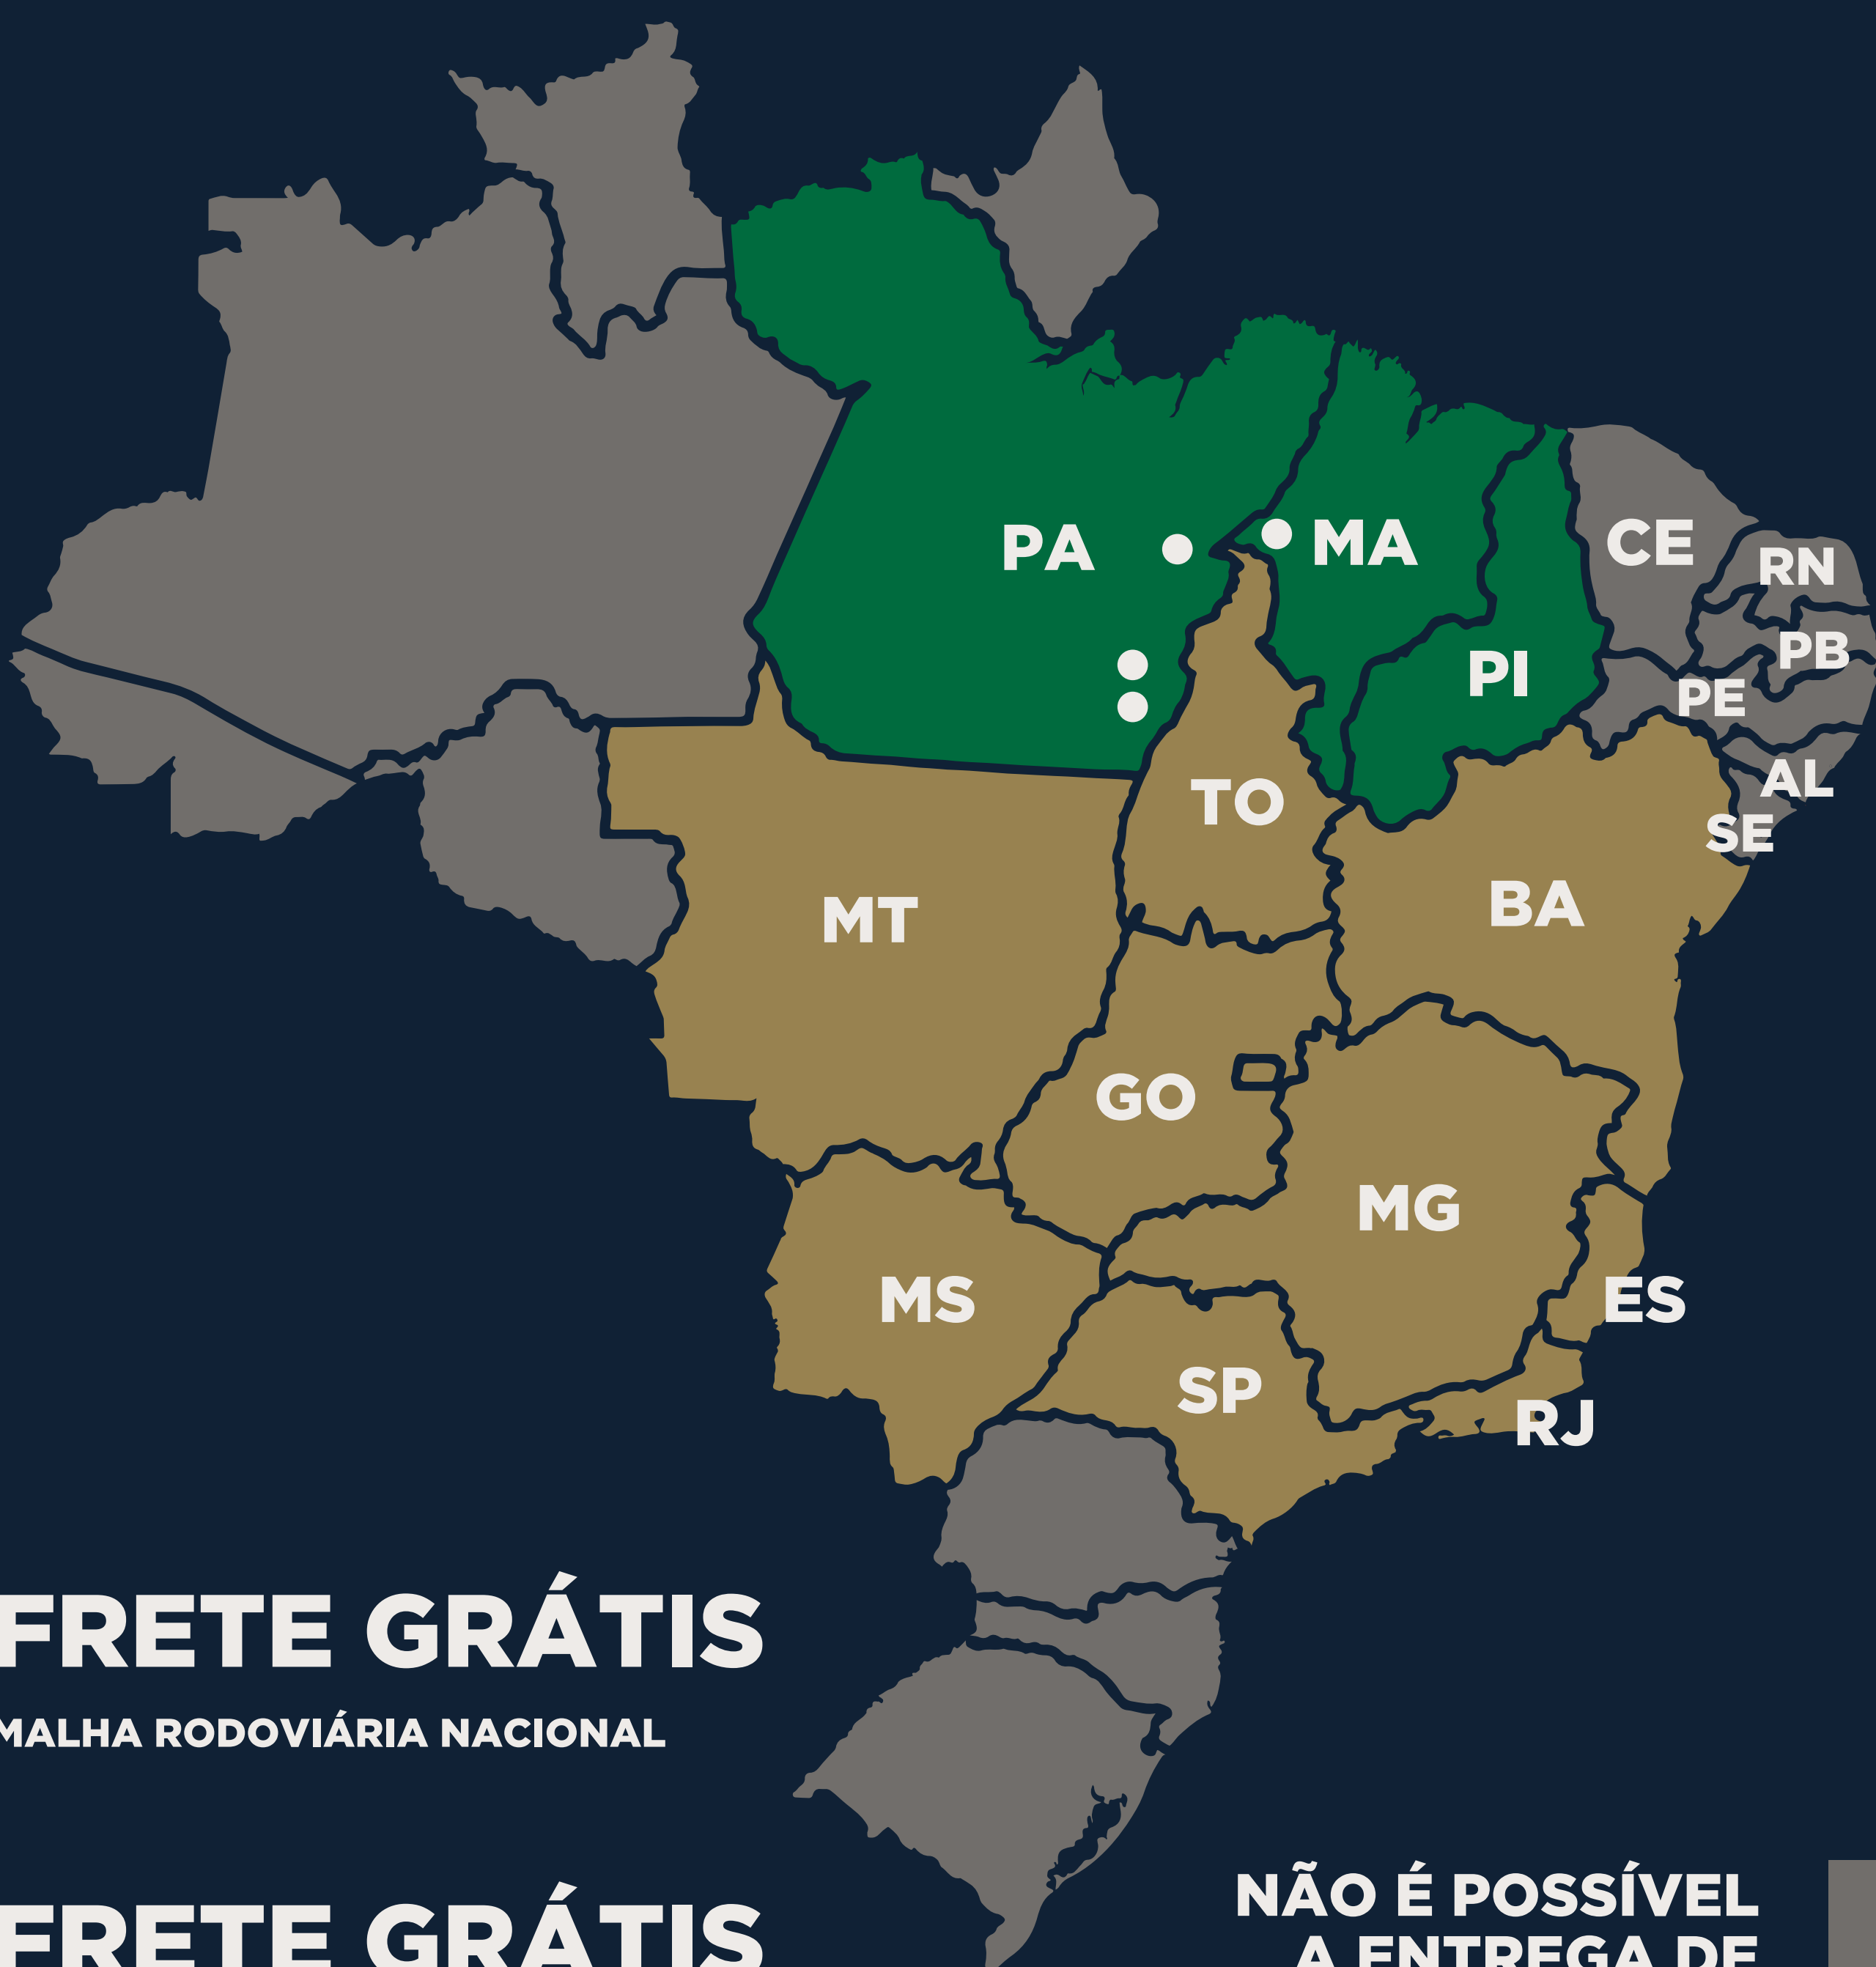 PA
MA
CE
RN
PB
PI
PE
TO
AL
SE
MT
BA
GO
MG
MS
ES
SP
RJ
FRETE GRÁTIS
MALHA RODOVIÁRIA NACIONAL
FRETE GRÁTIS
NÃO É POSSÍVEL
A ENTREGA DE